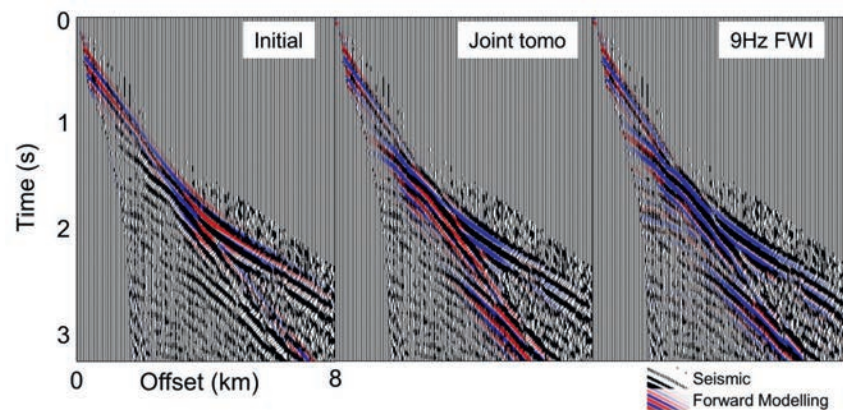 0
Initial
Joint tomo
9Hz FWI
1
Time (s)
2
3
0
Offset (km)
8
Seismic
Forward Modelling